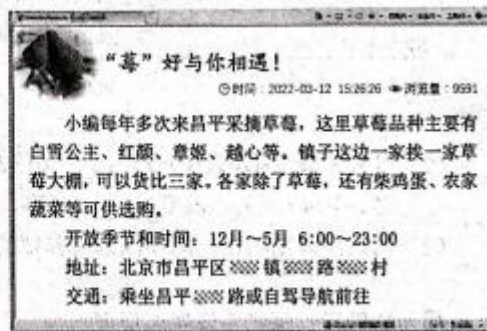 “莓”好与你相遇！
时间：2022-03-12 15:26:26 浏览量：9591
小编每年多次来昌平采摘草莓，这里草莓品种主要有
白雪公主、红颜、章姬、越心等。镇子这边一家挨一家草
莓大棚，可以货比三家。各家除了草莓，还有柴鸡蛋、农家
蔬菜等可供选购。
开放季节和时间：12月～5月 6:00～23:00
地址：北京市昌平区 镇 路 村
交通：乘坐昌平 路或自驾导航前往